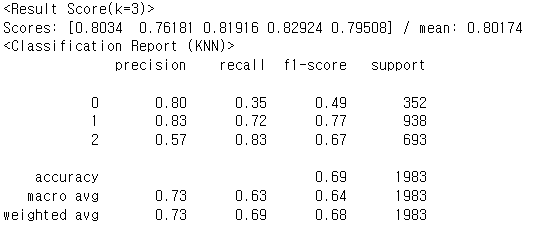 <Result Score(k=3)>
Scores: [0.8034  0.76181 0.81916 0.82924 0.79508] / mean: 0.80174
<Classification Report (KNN)>
precision recall f1-score support
0 0.80 0.35 0.49 352
1 0.83 0.72 0.77 938
2 0.57 0.83 0.67 693
accuracy 0.69 1983
macro avg 0.73 0.63 0.64 1983
weighted avg 0.73 0.69 0.68 1983